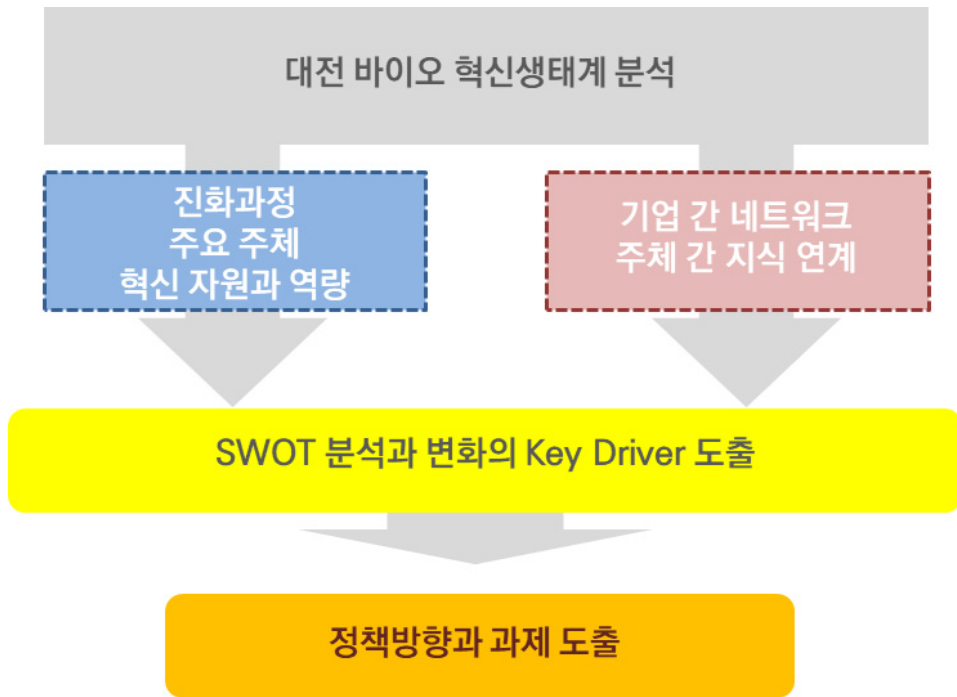 대전 바이오 혁신생태계 분석
진화과정
주요 주체
혁신 자원과 역량
기업 간 네트워크
주체 간 지식 연계
SWOT 분석과 변화의 Key Driver 도출
정책방향과 과제 도출